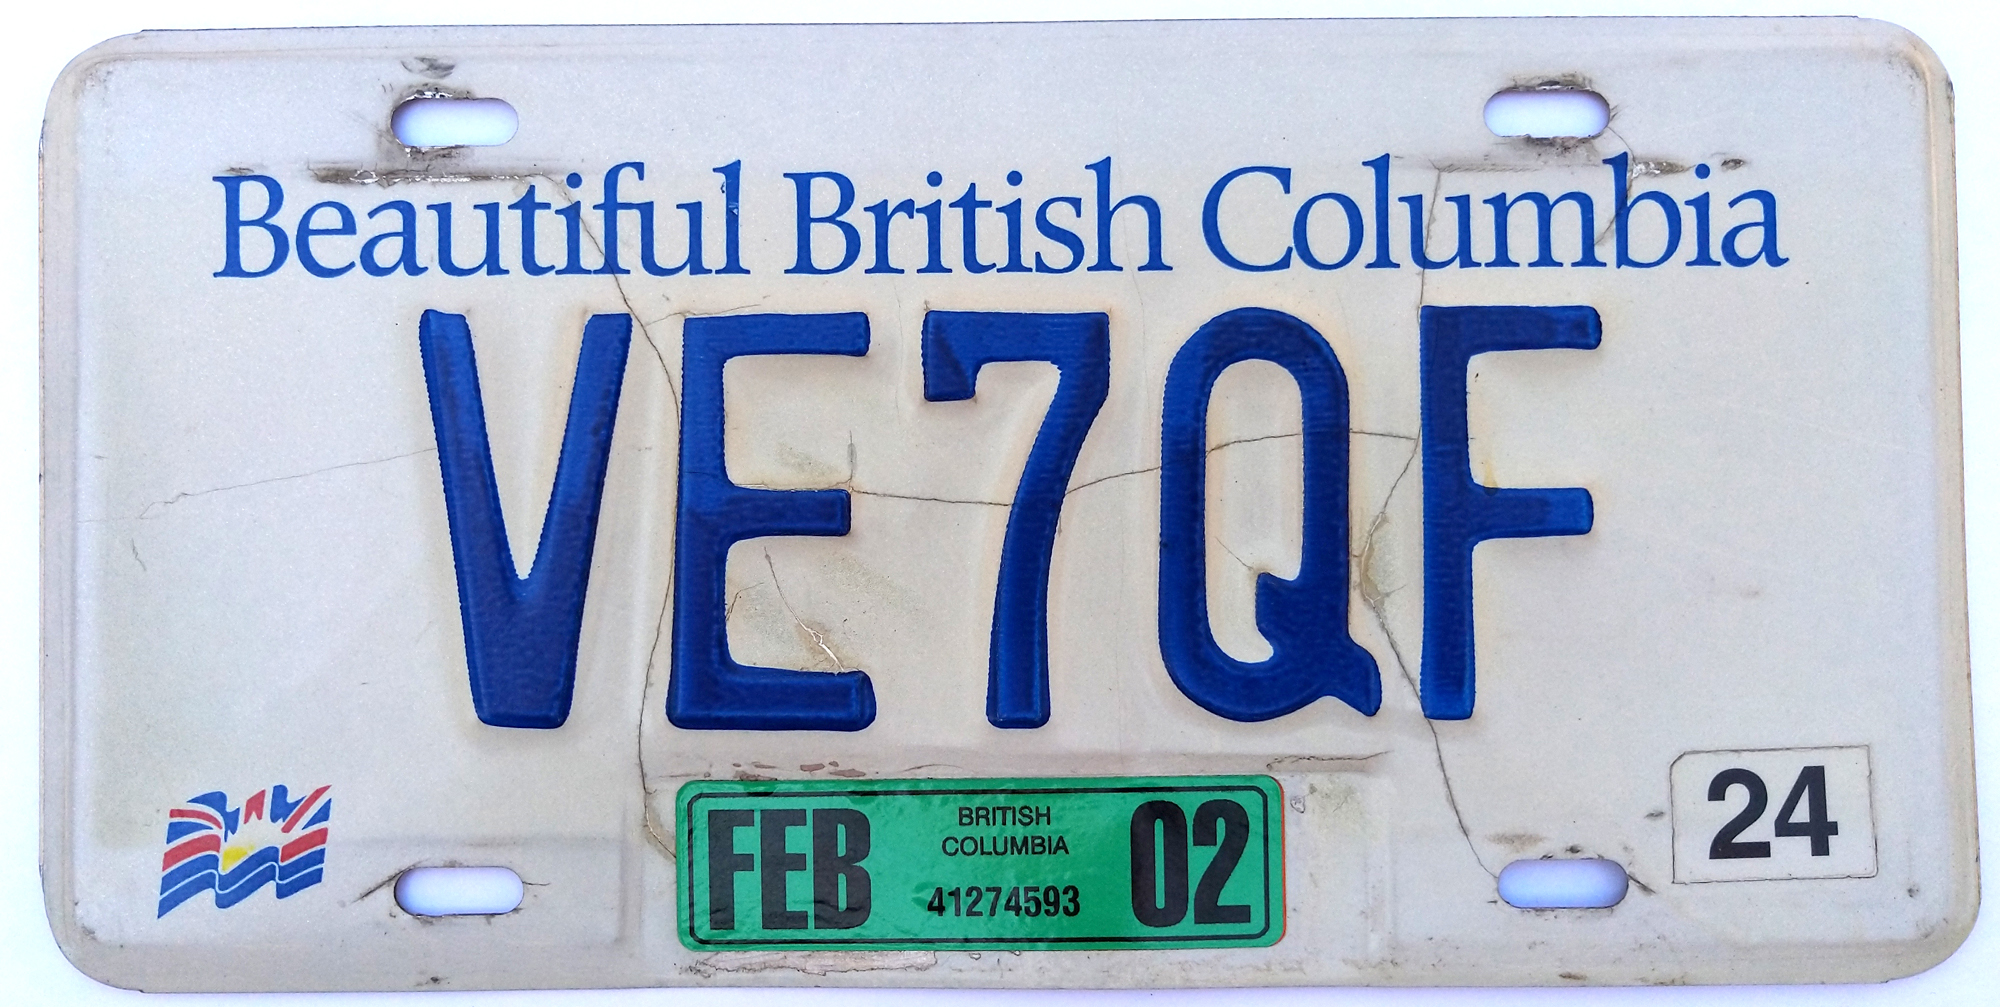 Beautiful British Columbia
VE7QF
FEB BRITISH COLUMBIA 41274593 02
24